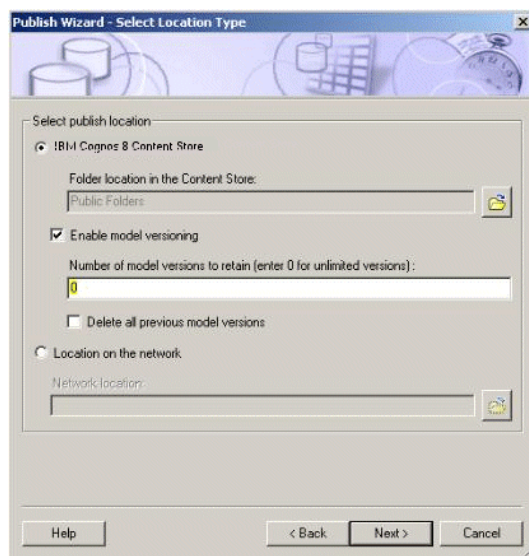 Publish Wizard - Select Location Type
Select publish location
IBM Cognos 8 Content Store
Folder location in the Content Store:
Public Folders
Enable model versioning
Number of model versions to retain (enter 0 for unlimited versions) :
0
Delete all previous model versions
Location on the network
Network location:
Help
< Back
Next >
Cancel